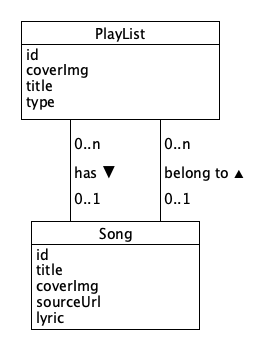 PlayList
id
coverImg
title
type
0..n 0..n
has ▼ belong to ▲
0..1 0..1
Song
id
title
coverImg
sourceUrl
lyric